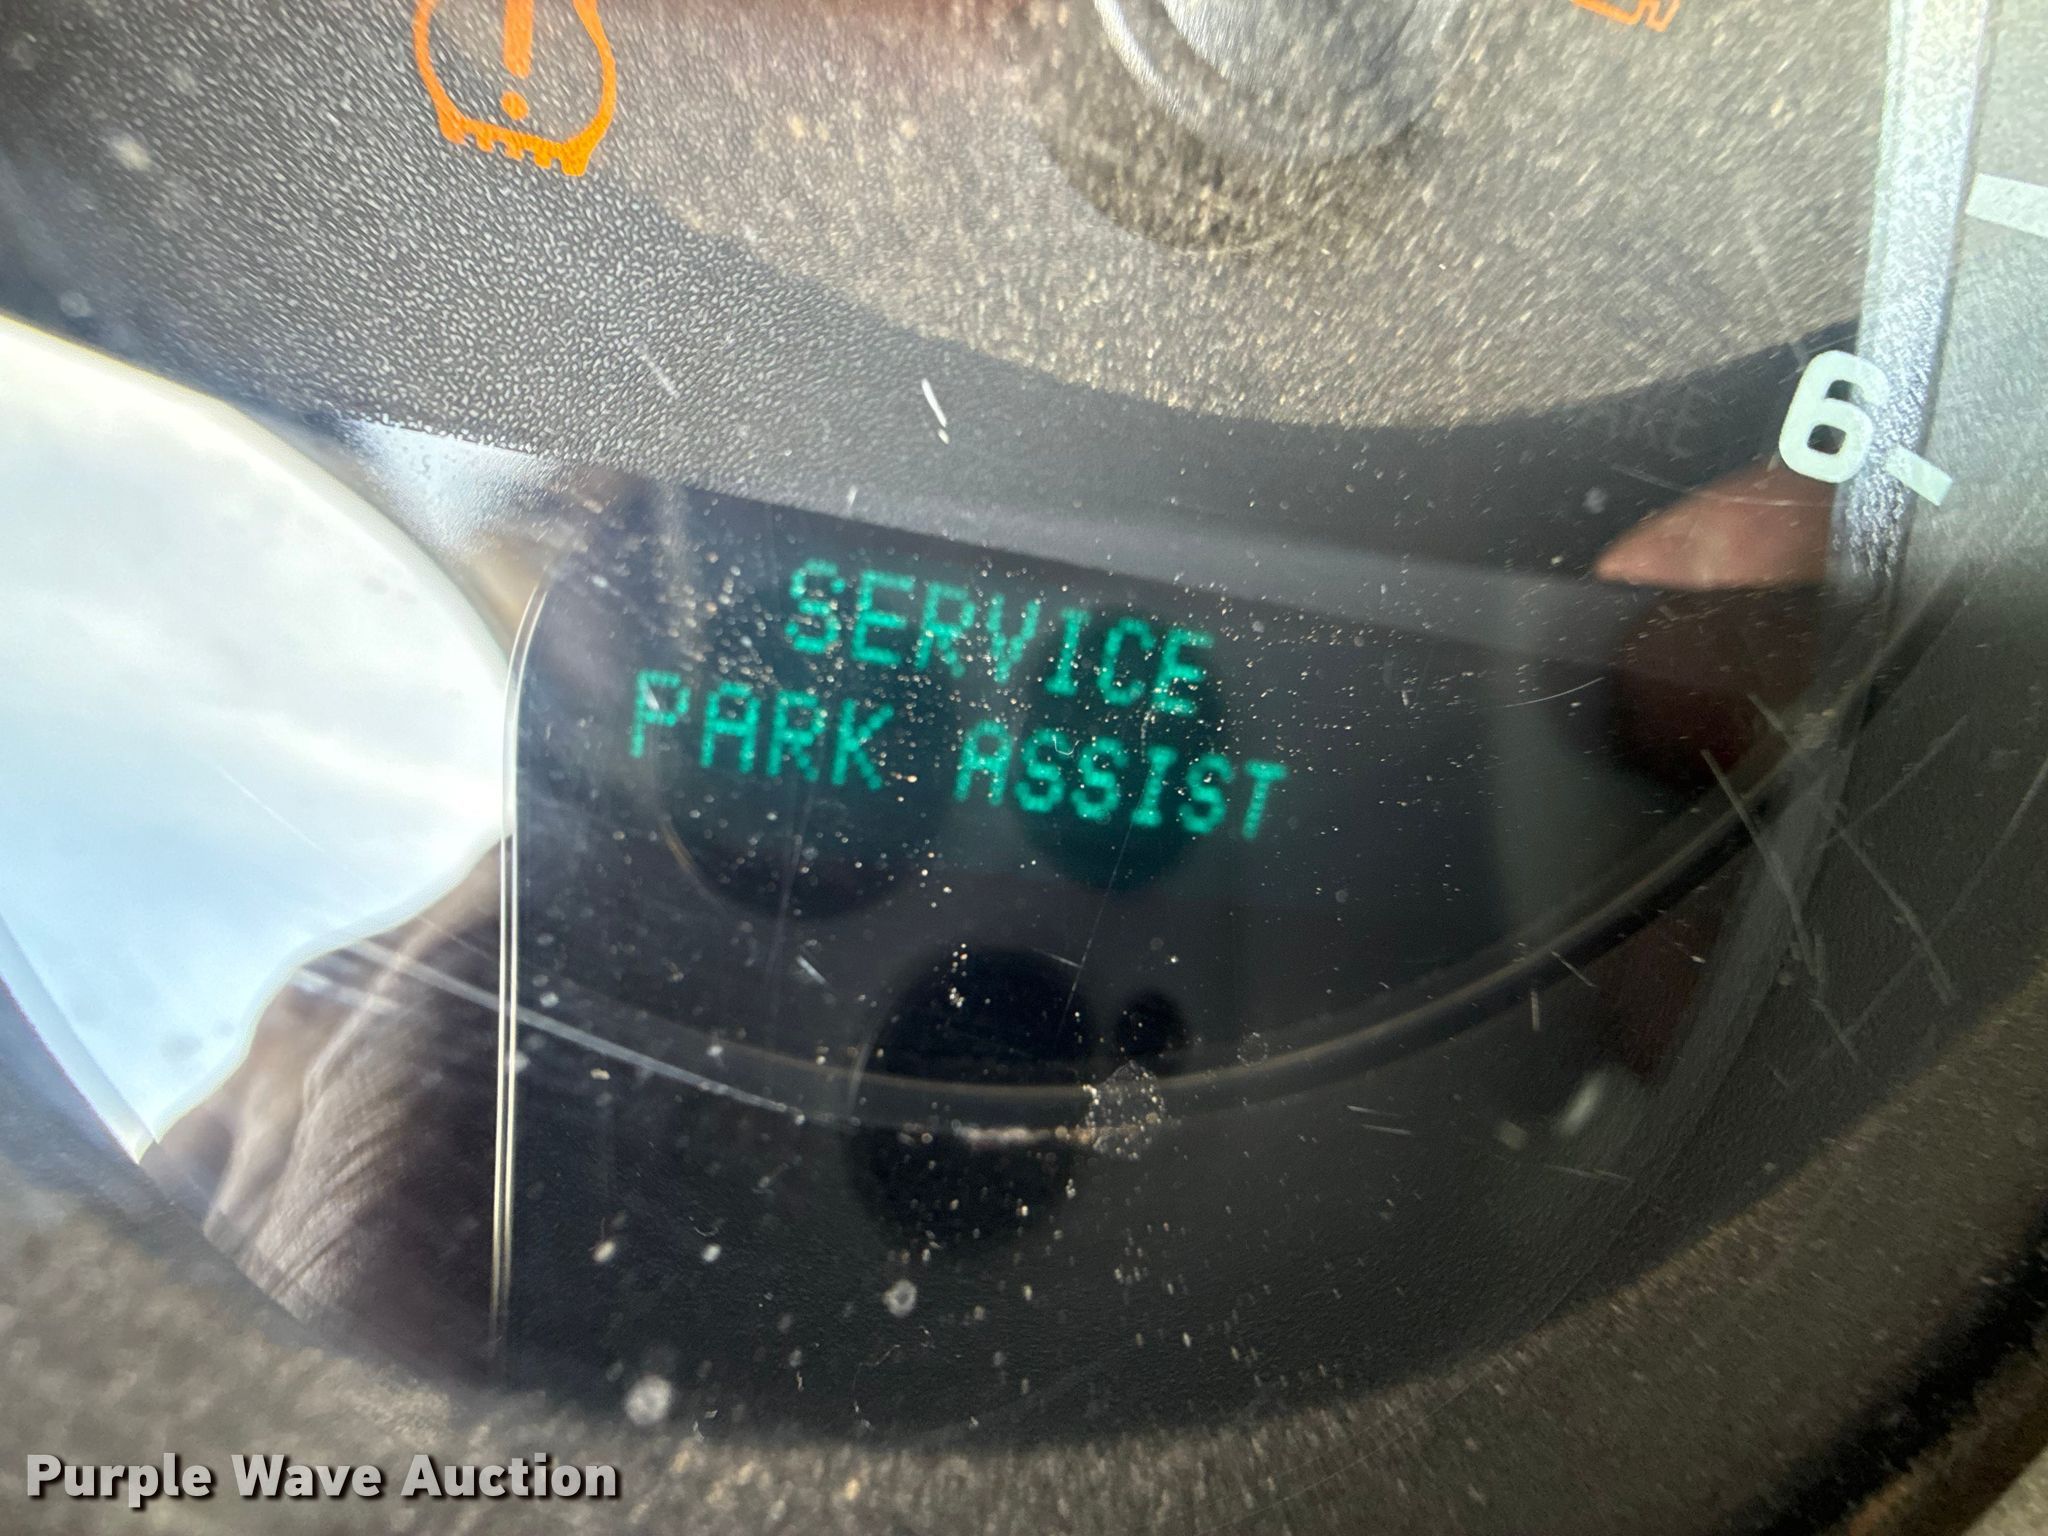 6
SERVICE
PARK ASSIST
Purple Wave Auction